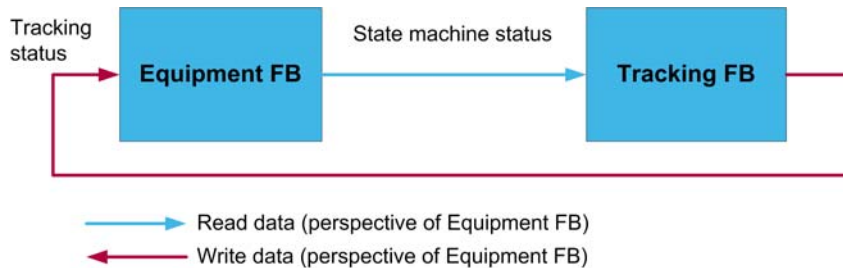 Tracking
status
Equipment FB
State machine status
Tracking FB
Read data (perspective of Equipment FB)
Write data (perspective of Equipment FB)